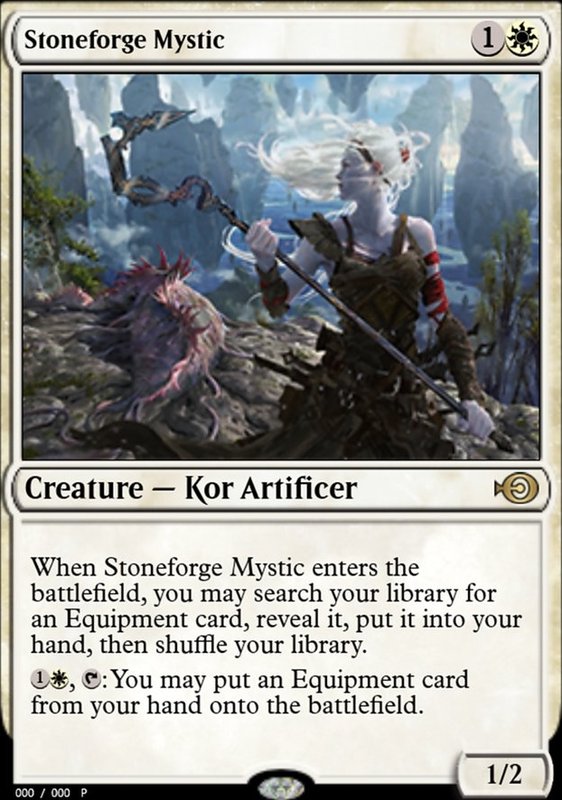 Stoneforge Mystic 1
Creature — Kor Artificer
When Stoneforge Mystic enters the
battlefield, you may search your library for
an Equipment card, reveal it, put it into your
hand, then shuffle your library.
1 , :You may put an Equipment card
from your hand onto the battlefield.
1/2
000 / 000 P